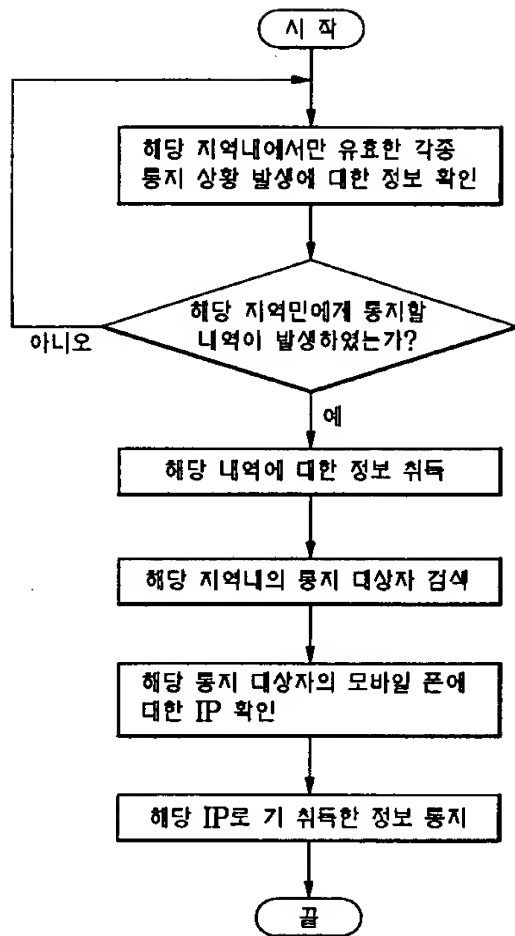 시 작
해당 지역내에서만 유효한 각종
통지 상황 발생에 대한 정보 확인
해당 지역민에게 통지할
내역이 발생하였는가?
아니오
예
해당 내역에 대한 정보 취득
해당 지역내의 통지 대상자 검색
해당 통지 대상자의 모바일 폰에
대한 IP 확인
해당 IP로 기 취득한 정보 통지
끝